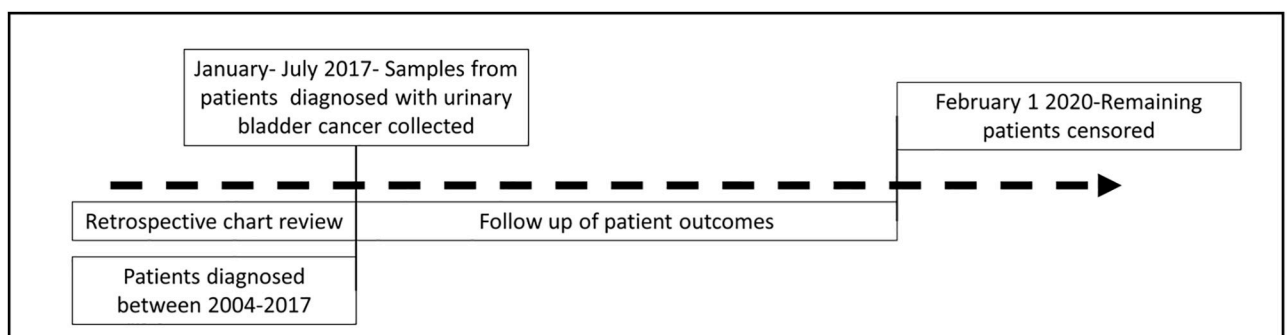 January- July 2017- Samples from
patients diagnosed with urinary
bladder cancer collected
February 1 2020-Remaining
patients censored
Retrospective chart review
Follow up of patient outcomes
Patients diagnosed
between 2004-2017